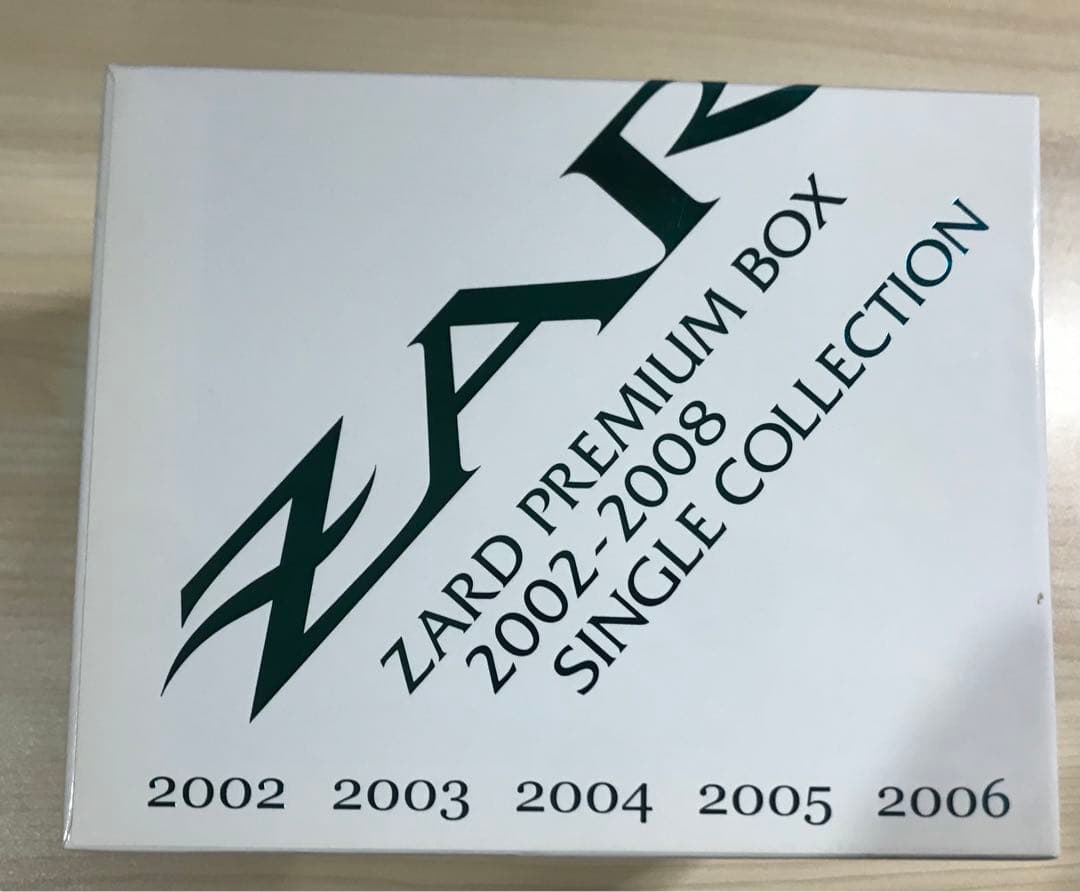 ZAR
ZARD PREMIUM BOX
2002-2008
SINGLE COLLECTION
2002 2003 2004 2005 2006